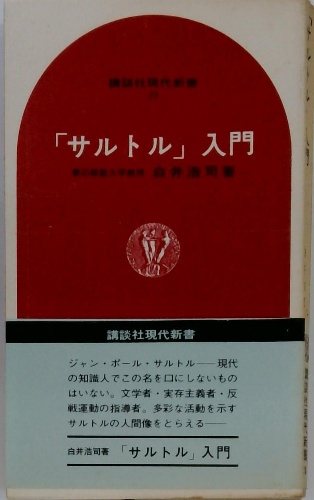 講談社現代新書
「サルトル」入門
白井浩司著
講談社現代新書
ジャン・ポール・サルトル――現代
の知識人でこの名を口にしないもの
はいない。文学者・実存主義者・反
戦運動の指導者。多彩な活動を示す
サルトルの人間像をとらえる――
白井浩司著 「サルトル」入門